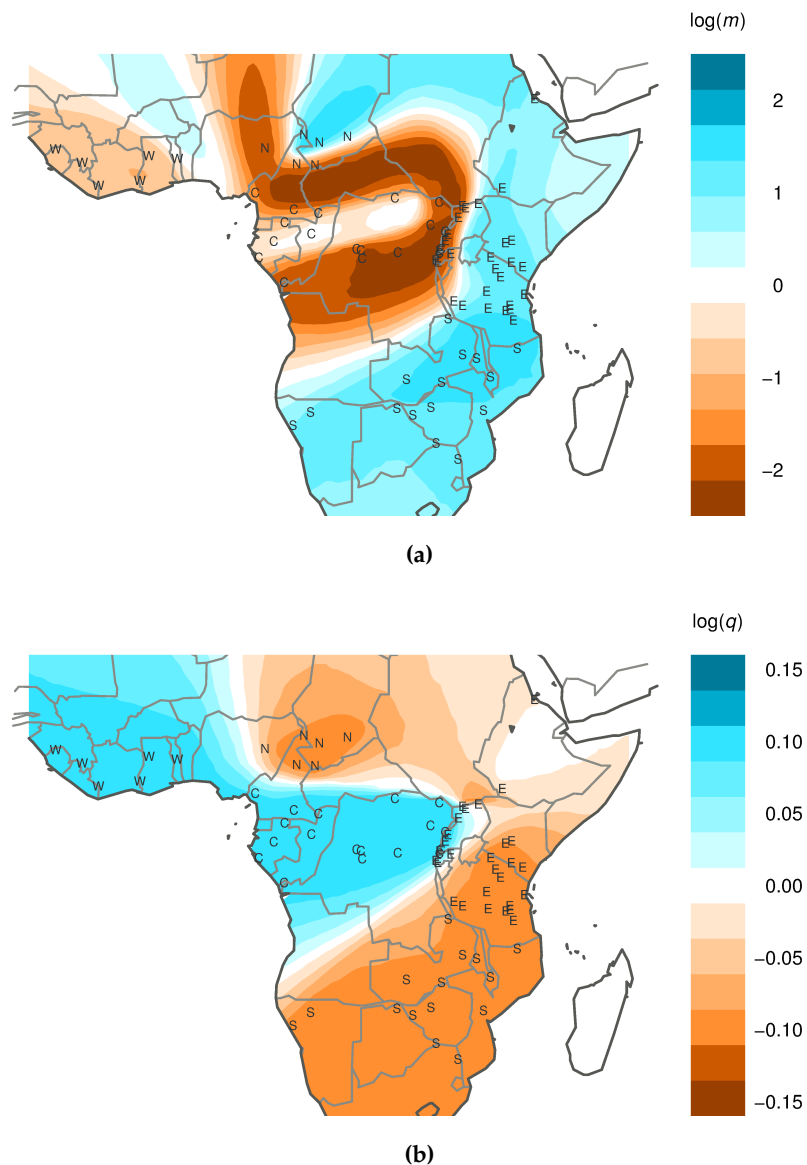 log(m)
2
1
0
−1
−2
W W W W W W
N N N N N
C C C C C C C C C C C C
E E E E E E E E E E E E E E E E
S S S S S S S S S S S S S S
(a)
log(q)
0.15
0.10
0.05
0.00
−0.05
−0.10
−0.15
W W W W W W
N N N N N
C C C C C C C C C C C C
E E E E E E E E E E E E E E E E
S S S S S S S S S S S S S S
(b)